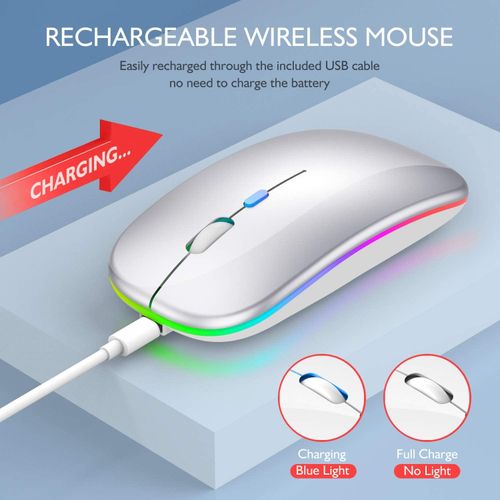 RECHARGEABLE WIRELESS MOUSE
Easily recharged through the included USB cable
no need to charge the battery
CHARGING...
Charging
Blue Light
Full Charge
No Light